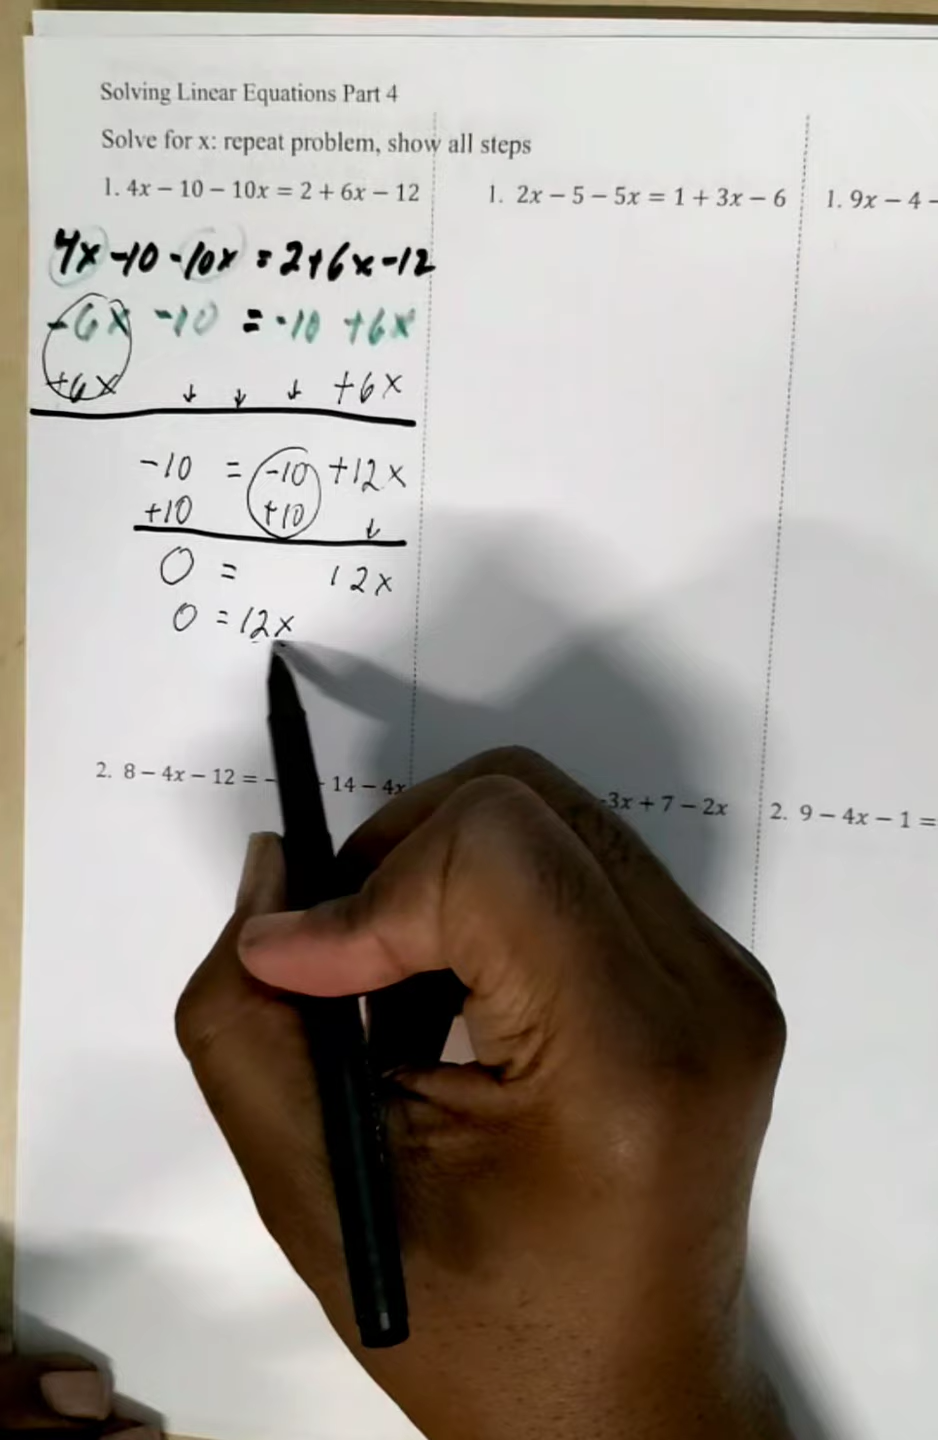 Solving Linear Equations Part 4
Solve for x: repeat problem, show all steps
1. 4x − 10 − 10x = 2 + 6x − 12
4x -10 -10x = 2+6x-12
-6x -10 = -10 +6x
+6x ↓ ↓ ↓ +6x
-10 = -10 +12x
+10 +10 ↓
0 = 12x
0 = 12x
2. 8 − 4x − 12 = − 14 − 4x
1. 2x − 5 − 5x = 1 + 3x − 6
3x + 7 − 2x
1. 9x − 4 −
2. 9 − 4x − 1 =